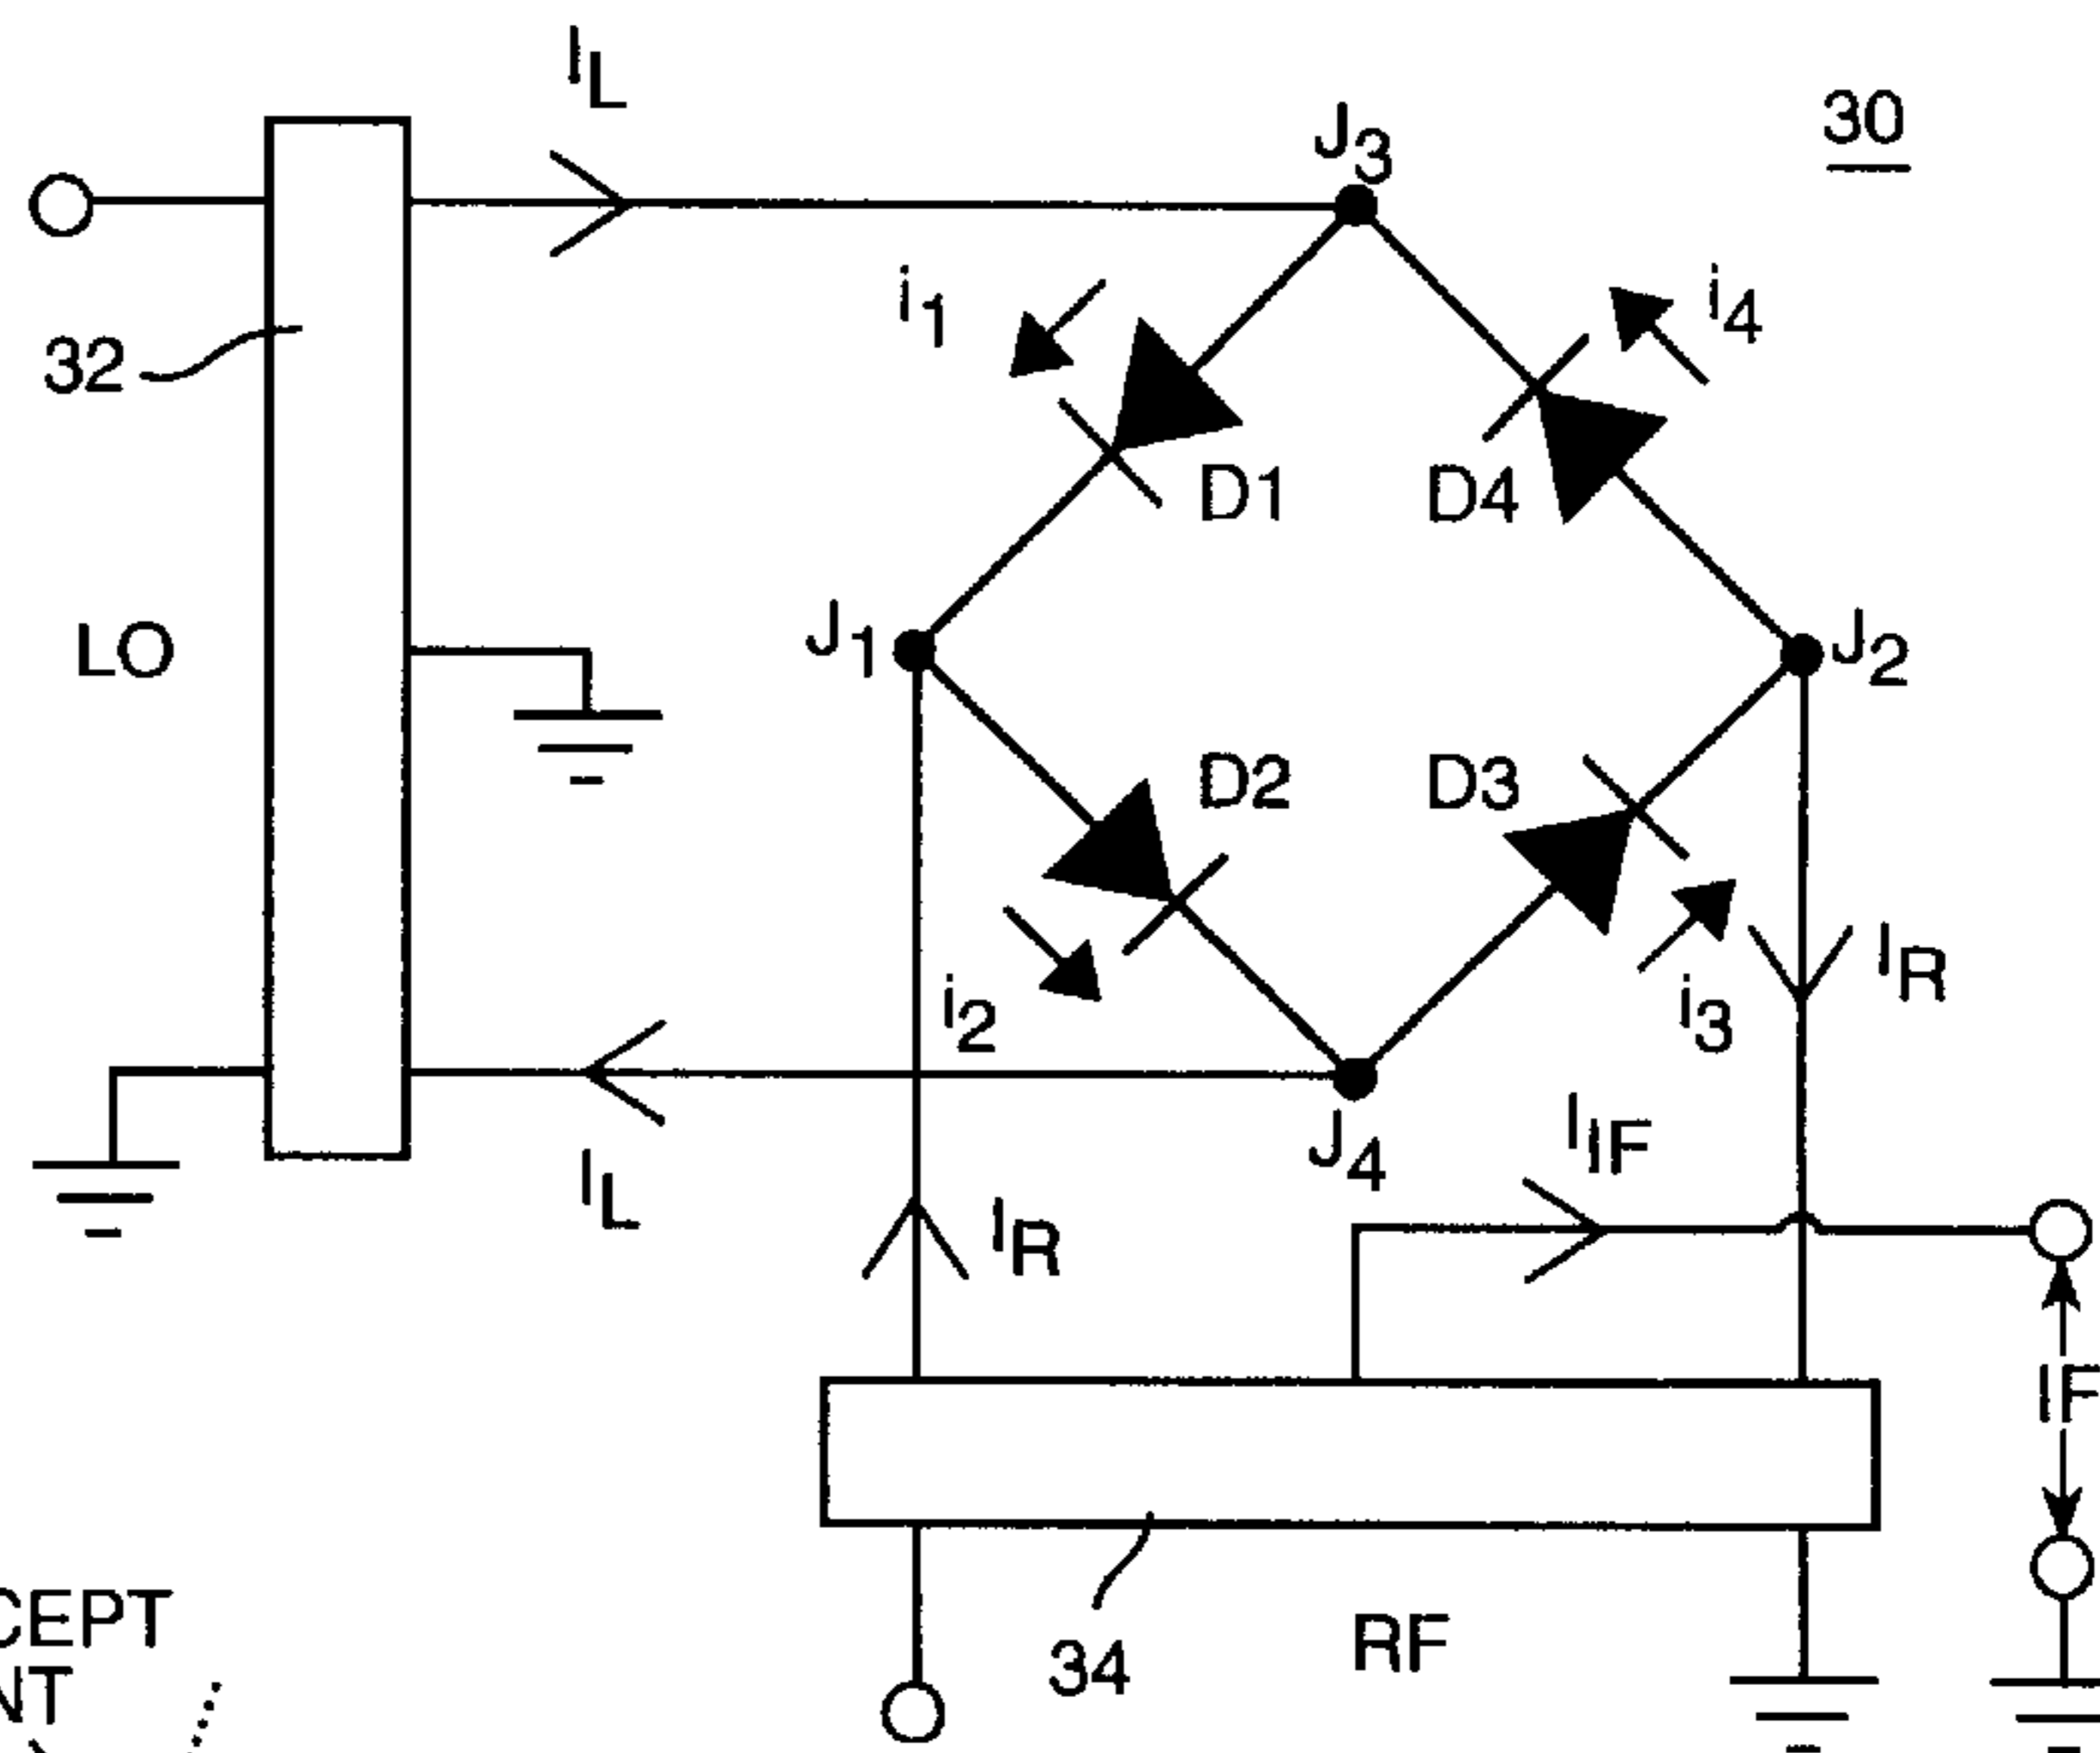 I_L
J_3
30
i_1
i_4
32
D1
D4
LO
J_1
J_2
D2
D3
i_2
i_3
I_R
J_4
I_IF
I_L
I_R
IF
CEPT
34
RF
NT